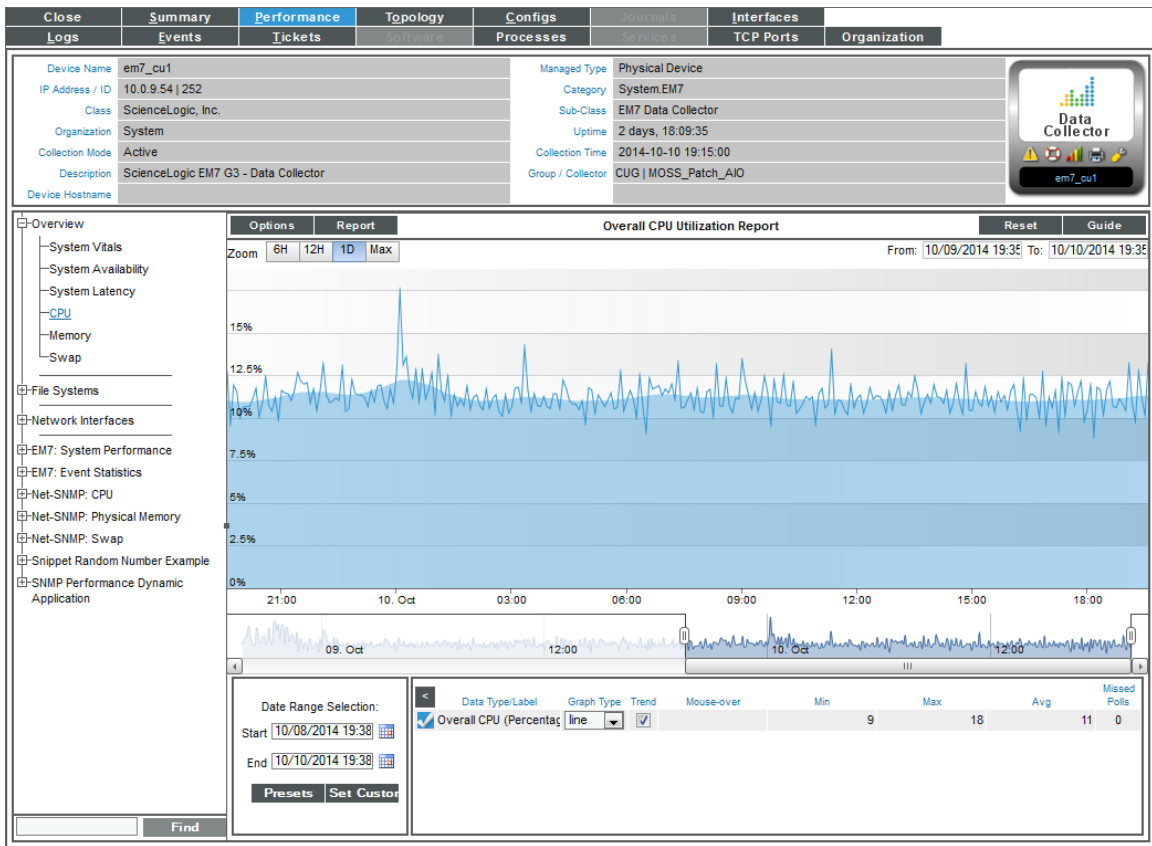 Close Summary Performance Topology Configs Journals Interfaces
Logs Events Tickets Software Processes Services TCP Ports Organization
Device Name em7_cu1 Managed Type Physical Device
IP Address / ID 10.0.9.54 | 252 Category System.EM7
Class ScienceLogic, Inc. Sub-Class EM7 Data Collector
Organization System Uptime 2 days, 18:09:35
Collection Mode Active Collection Time 2014-10-10 19:15:00
Description ScienceLogic EM7 G3 - Data Collector Group / Collector CUG | MOSS_Patch_AIO
Device Hostname
Data
Collector
em7_cu1
Overview
System Vitals
System Availability
System Latency
CPU
Memory
Swap
File Systems
Network Interfaces
EM7: System Performance
EM7: Event Statistics
Net-SNMP: CPU
Net-SNMP: Physical Memory
Net-SNMP: Swap
Snippet Random Number Example
SNMP Performance Dynamic
Application
Find
Options Report Overall CPU Utilization Report Reset Guide
Zoom 6H 12H 1D Max From: 10/09/2014 19:35 To: 10/10/2014 19:35
15%
12.5%
10%
7.5%
5%
2.5%
0%
21:00 10. Oct 03:00 06:00 09:00 12:00 15:00 18:00
09. Oct 12:00 10. Oct 12:00
Date Range Selection:
Start 10/08/2014 19:38
End 10/10/2014 19:38
Presets Set Custor
< Data Type/Label Graph Type Trend Mouse-over Min Max Avg Missed Polls
Overall CPU (Percentag line 9 18 11 0